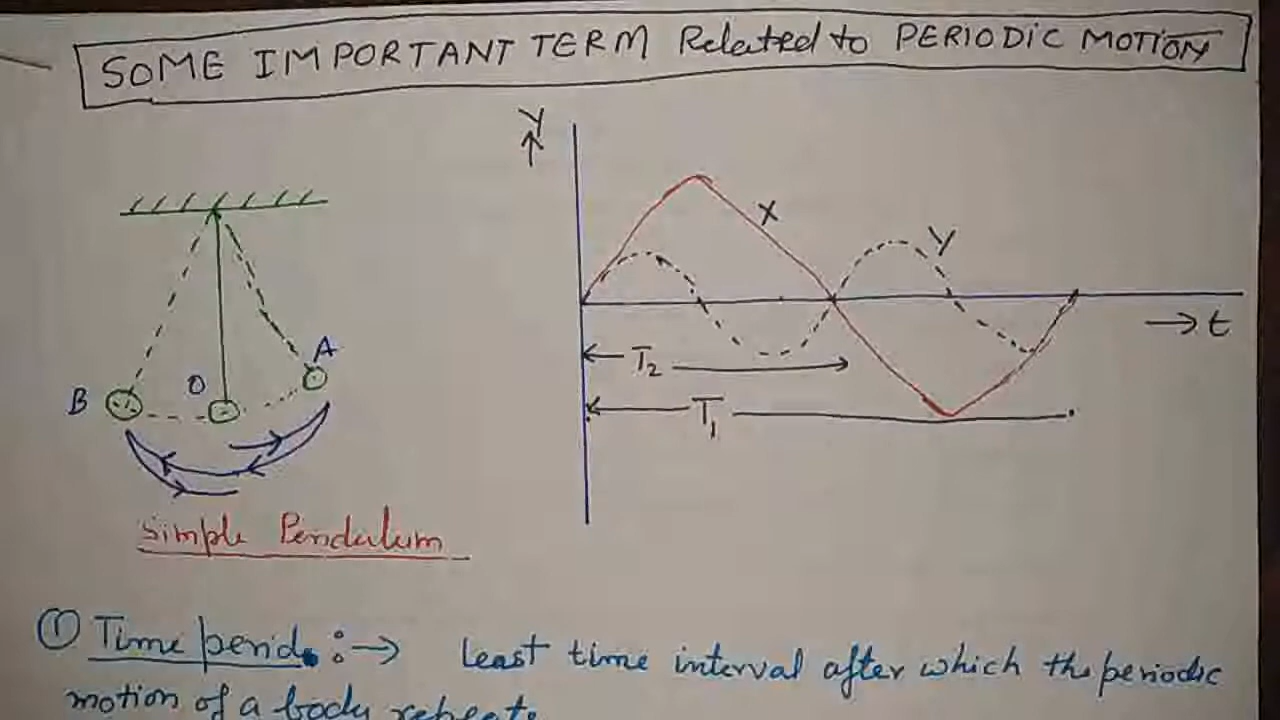 SOME IMPORTANT TERM Related to PERIODIC MOTION
Y
X
Y
t
T2
T1
A
O
B
Simple Pendulum
① Time period :→ Least time interval after which the periodic
motion of a body repeats